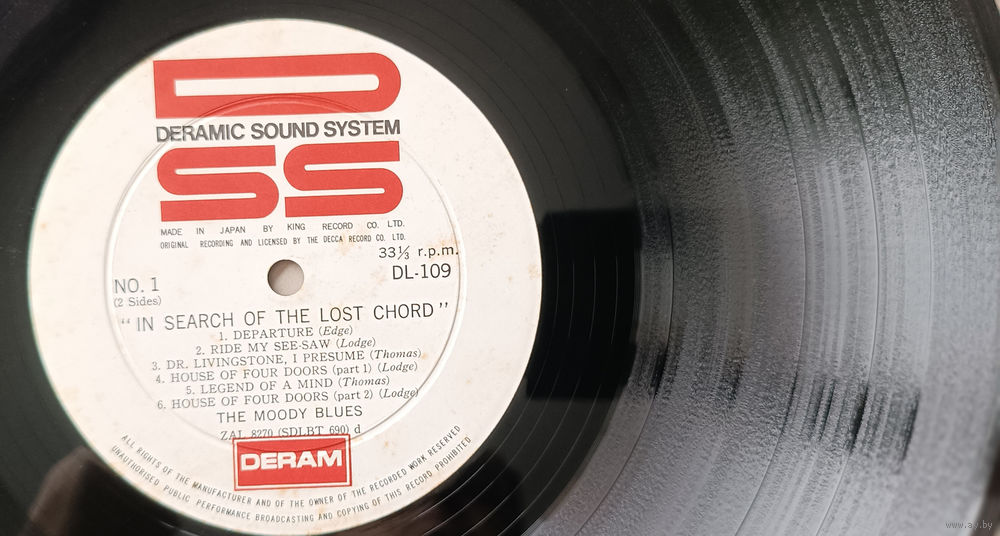 DSS
DERAMIC SOUND SYSTEM
MADE IN JAPAN BY KING RECORD CO. LTD.
ORIGINAL RECORDING AND LICENSED BY THE DECCA RECORD CO. LTD.
33⅓ r.p.m.
DL-109
NO. 1
(2 Sides)
"IN SEARCH OF THE LOST CHORD"
1. DEPARTURE (Edge)
2. RIDE MY SEE-SAW (Lodge)
3. DR. LIVINGSTONE, I PRESUME (Thomas)
4. HOUSE OF FOUR DOORS (part 1) (Lodge)
5. LEGEND OF A MIND (Thomas)
6. HOUSE OF FOUR DOORS (part 2) (Lodge)
THE MOODY BLUES
ZAL 8270 (SDLBT 690) d
DERAM
ALL RIGHTS OF THE MANUFACTURER AND OF THE OWNER OF THE RECORDED WORK RESERVED
UNAUTHORISED PUBLIC PERFORMANCE BROADCASTING AND COPYING OF THIS RECORD PROHIBITED
www.ay.by